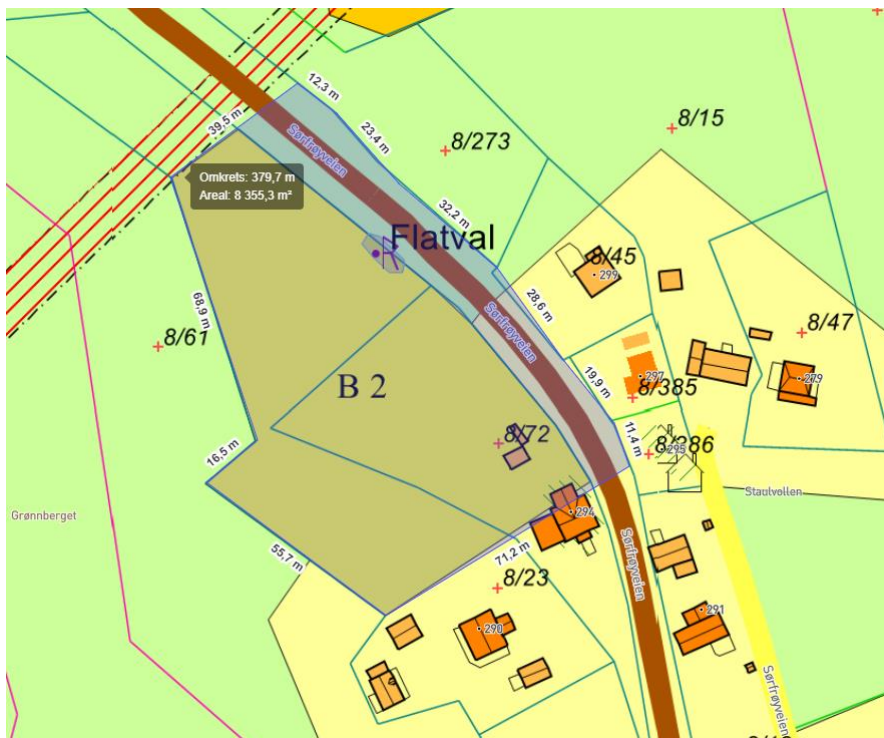 12,3 m
39,5 m
23,4 m
Sørfrøyveien
8/273
8/15
Omkrets: 379,7 m
Areal: 8 355,3 m²
32,2 m
Flatval
8/45
299
28,6 m
68,9 m
8/61
Sørfrøyveien
8/47
279
297
8/385
19,9 m
B 2
11,4 m
8/72
8/286
295
16,5 m
Staulvollen
Grønnberget
294
Sørfrøyveien
55,7 m
71,2 m
8/23
290
291
Sørfrøyveien